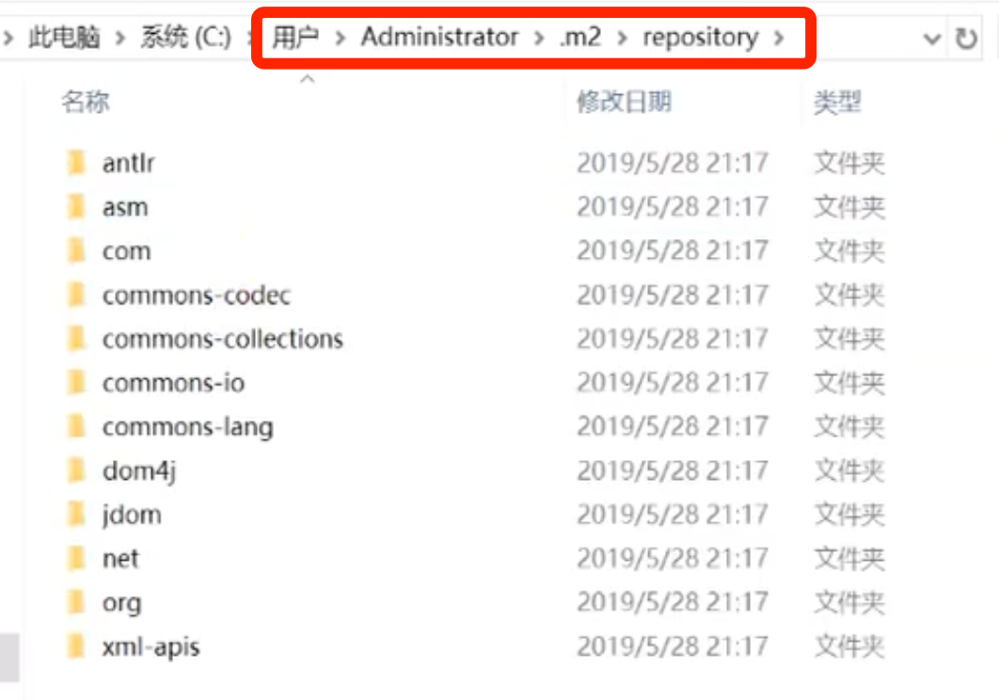 此电脑 > 系统 (C:) > 用户 > Administrator > .m2 > repository >
名称 修改日期 类型
antlr 2019/5/28 21:17 文件夹
asm 2019/5/28 21:17 文件夹
com 2019/5/28 21:17 文件夹
commons-codec 2019/5/28 21:17 文件夹
commons-collections 2019/5/28 21:17 文件夹
commons-io 2019/5/28 21:17 文件夹
commons-lang 2019/5/28 21:17 文件夹
dom4j 2019/5/28 21:17 文件夹
jdom 2019/5/28 21:17 文件夹
net 2019/5/28 21:17 文件夹
org 2019/5/28 21:17 文件夹
xml-apis 2019/5/28 21:17 文件夹